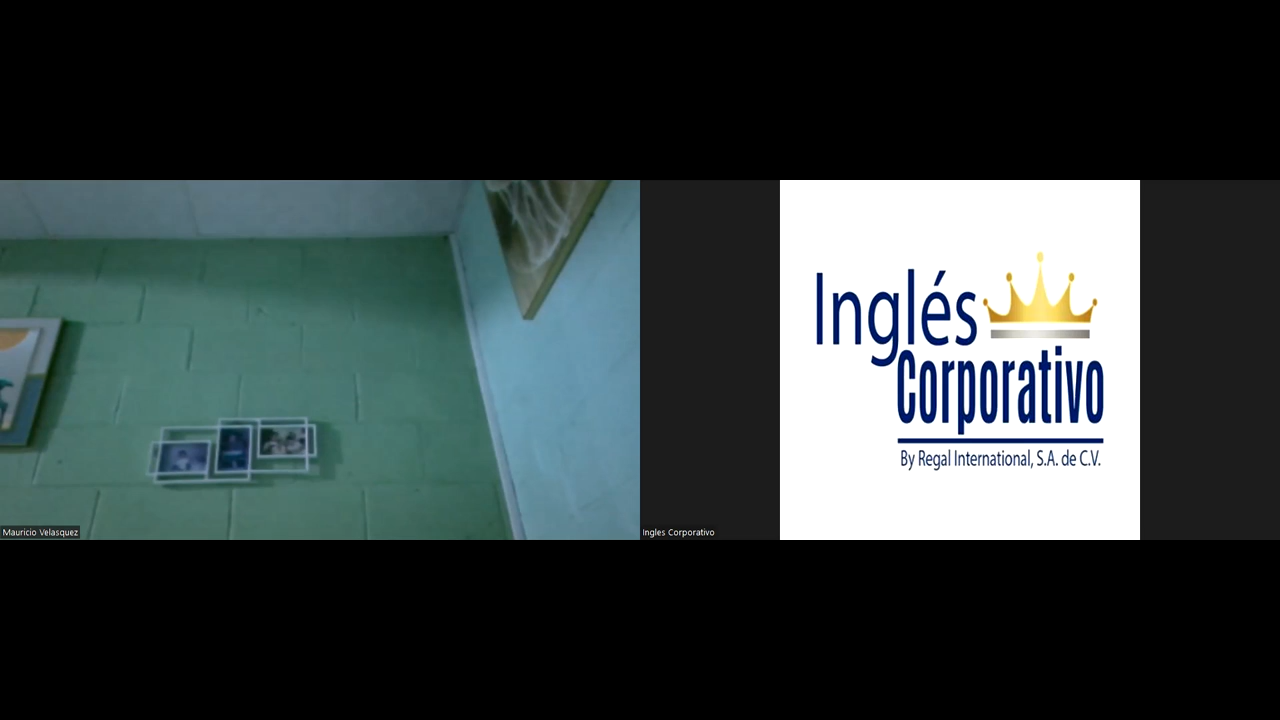 Inglés
Corporativo
By Regal International, S.A. de C.V.
Mauricio Velasquez
Ingles Corporativo